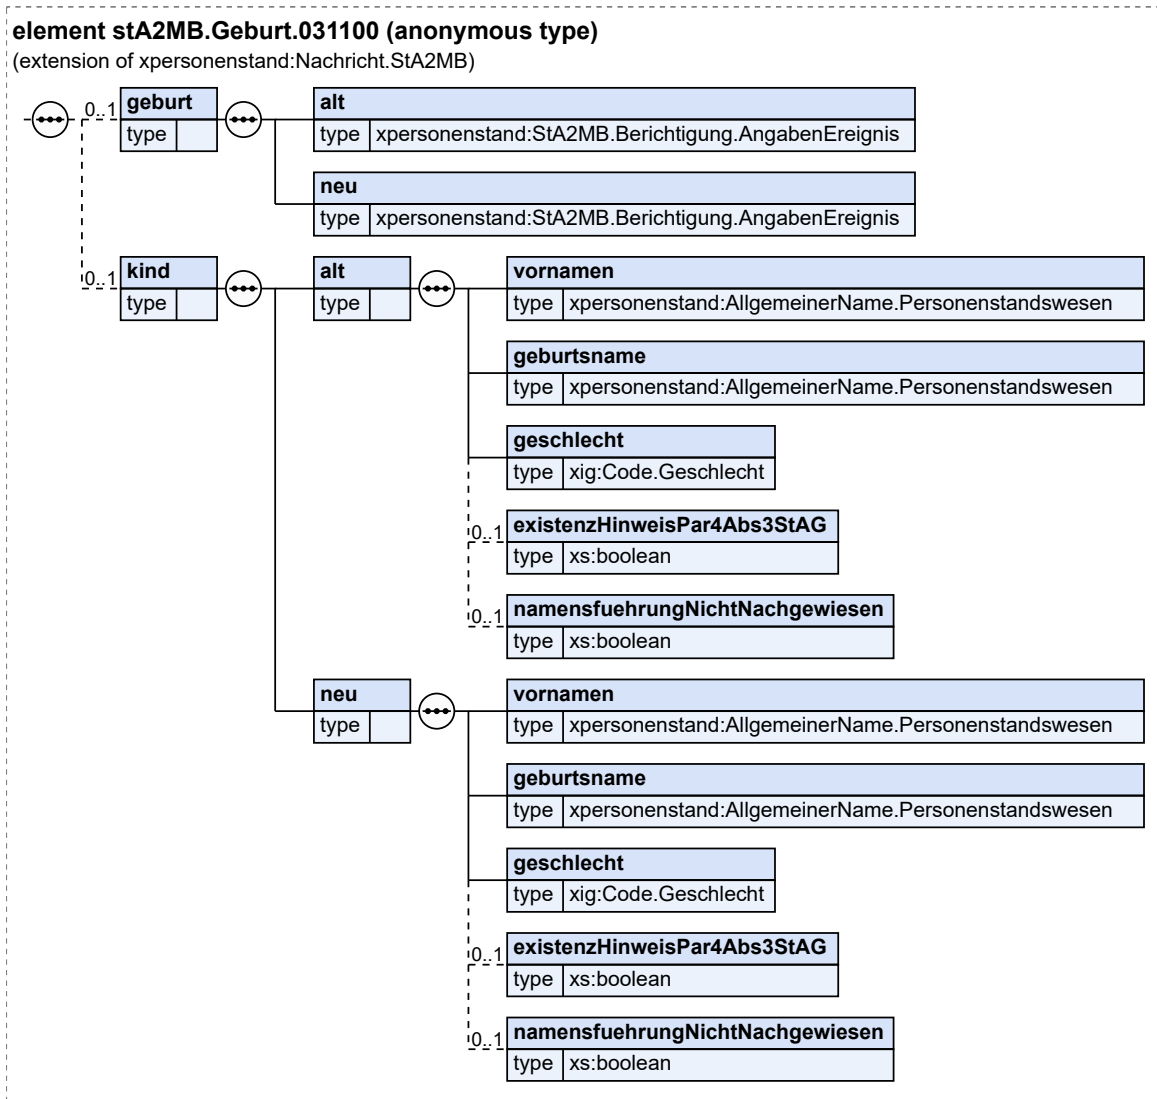 element stA2MB.Geburt.031100 (anonymous type)
(extension of xpersonenstand:Nachricht.StA2MB)
0..1
geburt
type
alt
type xpersonenstand:StA2MB.Berichtigung.AngabenEreignis
neu
type xpersonenstand:StA2MB.Berichtigung.AngabenEreignis
0..1
kind
type
alt
type
vornamen
type xpersonenstand:AllgemeinerName.Personenstandswesen
geburtsname
type xpersonenstand:AllgemeinerName.Personenstandswesen
geschlecht
type xig:Code.Geschlecht
0..1
existenzHinweisPar4Abs3StAG
type xs:boolean
0..1
namensfuehrungNichtNachgewiesen
type xs:boolean
neu
type
vornamen
type xpersonenstand:AllgemeinerName.Personenstandswesen
geburtsname
type xpersonenstand:AllgemeinerName.Personenstandswesen
geschlecht
type xig:Code.Geschlecht
0..1
existenzHinweisPar4Abs3StAG
type xs:boolean
0..1
namensfuehrungNichtNachgewiesen
type xs:boolean